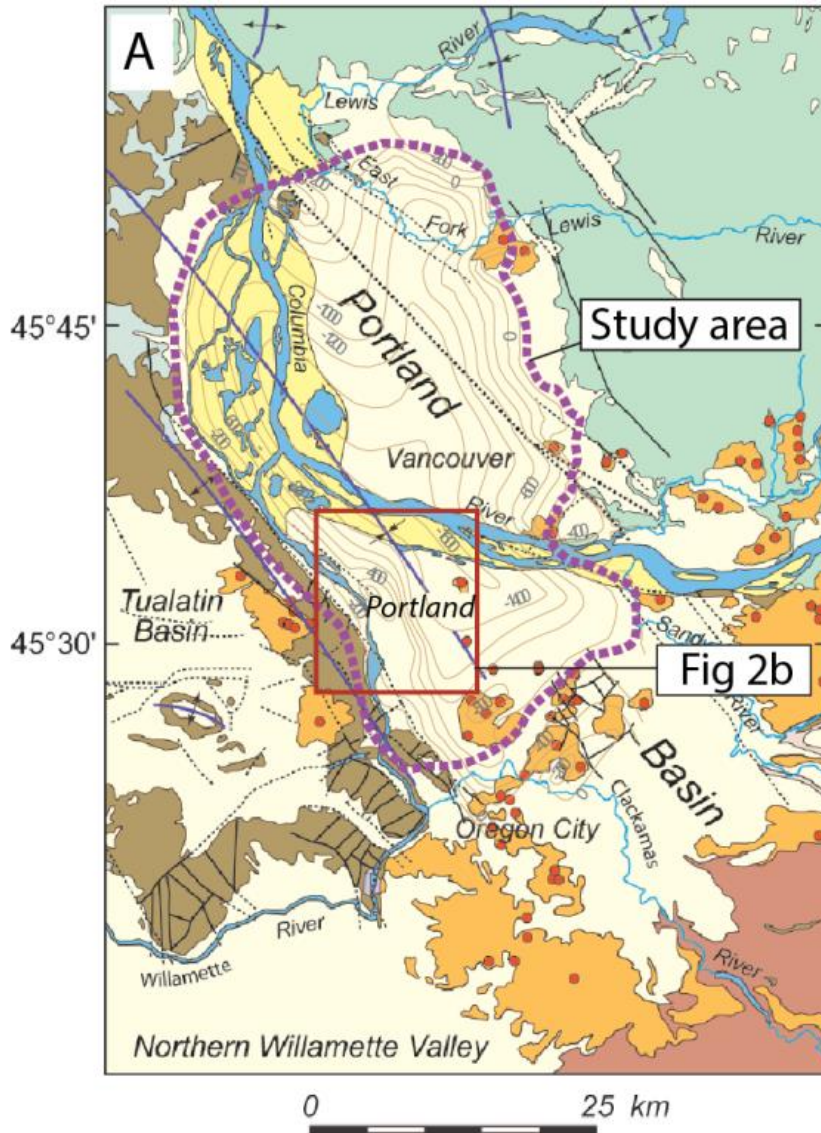 A
River
Lewis
East
Fork
Lewis
River
45°45'
Portland
Columbia
Study area
Vancouver
River
Tualatin
Basin
45°30'
Portland
Sandy
River
Fig 2b
Basin
Clackamas
Oregon City
River
Willamette
River
Northern Willamette Valley
0 25 km